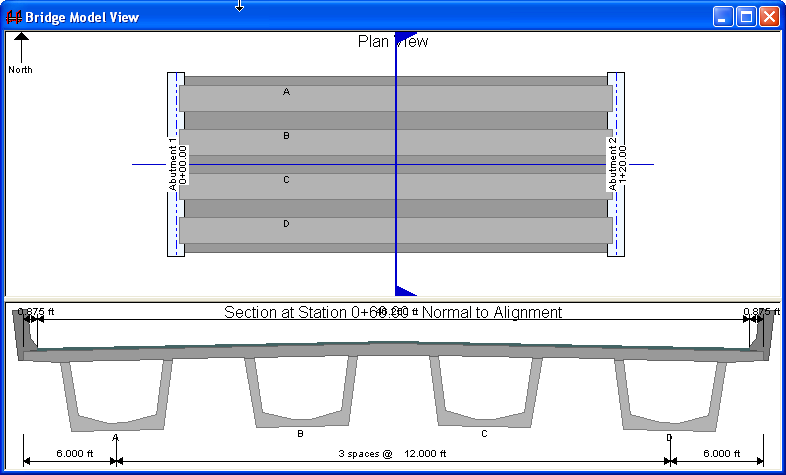 Bridge Model View
Plan View
North
A
B
C
D
Abutment 1
0+00.00
Abutment 2
1+20.00
Section at Station 0+60.00 - Normal to Alignment
0.875 ft
0.875 ft
A
B
C
D
6.000 ft
3 spaces @ 12.000 ft
6.000 ft